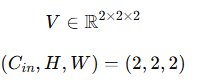 V ∈ ℝ^{2×2×2}
(C_{in}, H, W) = (2, 2, 2)